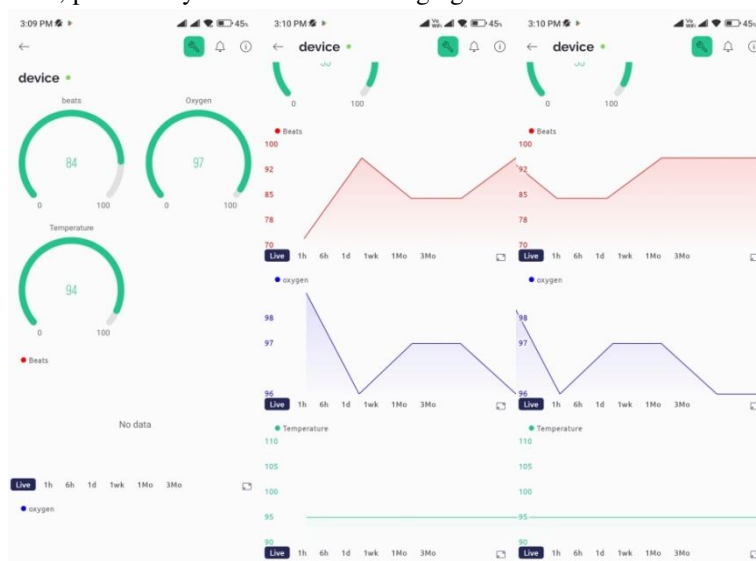 3:09 PM
45%
device
beats
Oxygen
84
97
0
100
0
100
Temperature
94
0
100
Beats
No data
Live 1h 6h 1d 1wk 1Mo 3Mo
oxygen
3:10 PM
45%
device
0
100
Beats
100
92
85
78
70
Live 1h 6h 1d 1wk 1Mo 3Mo
oxygen
98
97
96
Live 1h 6h 1d 1wk 1Mo 3Mo
Temperature
110
105
100
95
90
Live 1h 6h 1d 1wk 1Mo 3Mo
3:10 PM
45%
device
0
100
Beats
100
92
85
78
70
Live 1h 6h 1d 1wk 1Mo 3Mo
oxygen
98
97
96
Live 1h 6h 1d 1wk 1Mo 3Mo
Temperature
110
105
100
95
90
Live 1h 6h 1d 1wk 1Mo 3Mo